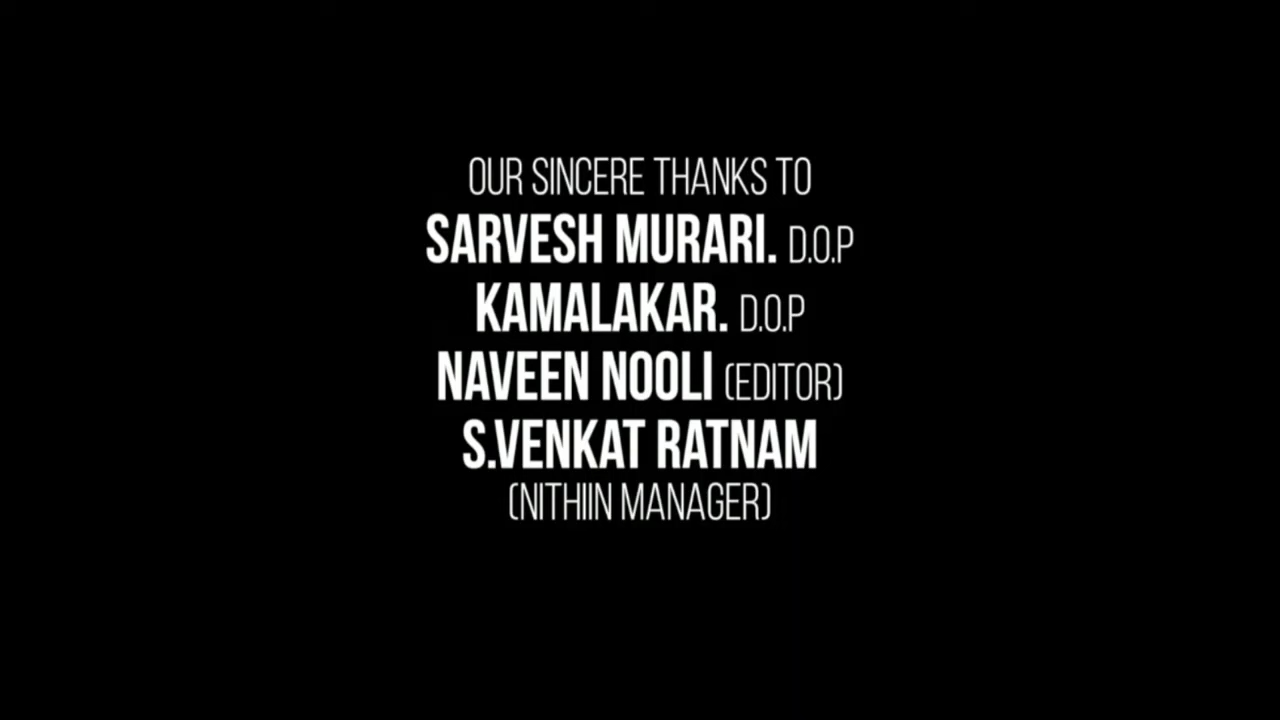 OUR SINCERE THANKS TO
SARVESH MURARI. D.O.P
KAMALAKAR. D.O.P
NAVEEN NOOLI (EDITOR)
S.VENKAT RATNAM
(NITHIIN MANAGER)